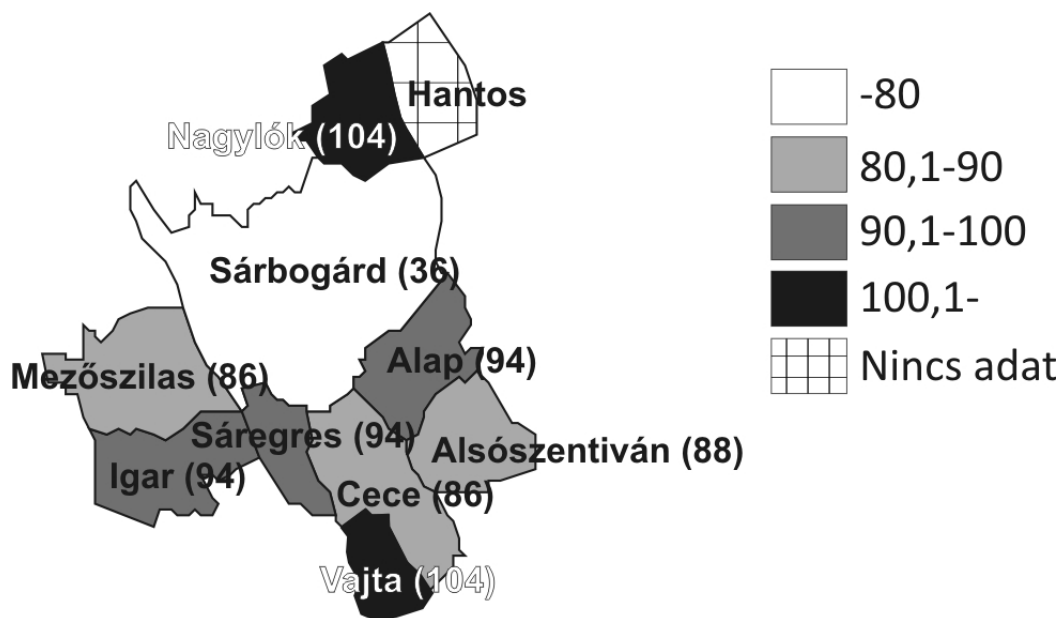 Hantos
Nagylók (104)
Sárbogárd (36)
Alap (94)
Mezőszilas (86)
Sáregres (94)
Alsószentiván (88)
Igar (94)
Cece (86)
Vajta (104)
-80
80,1-90
90,1-100
100,1-
Nincs adat